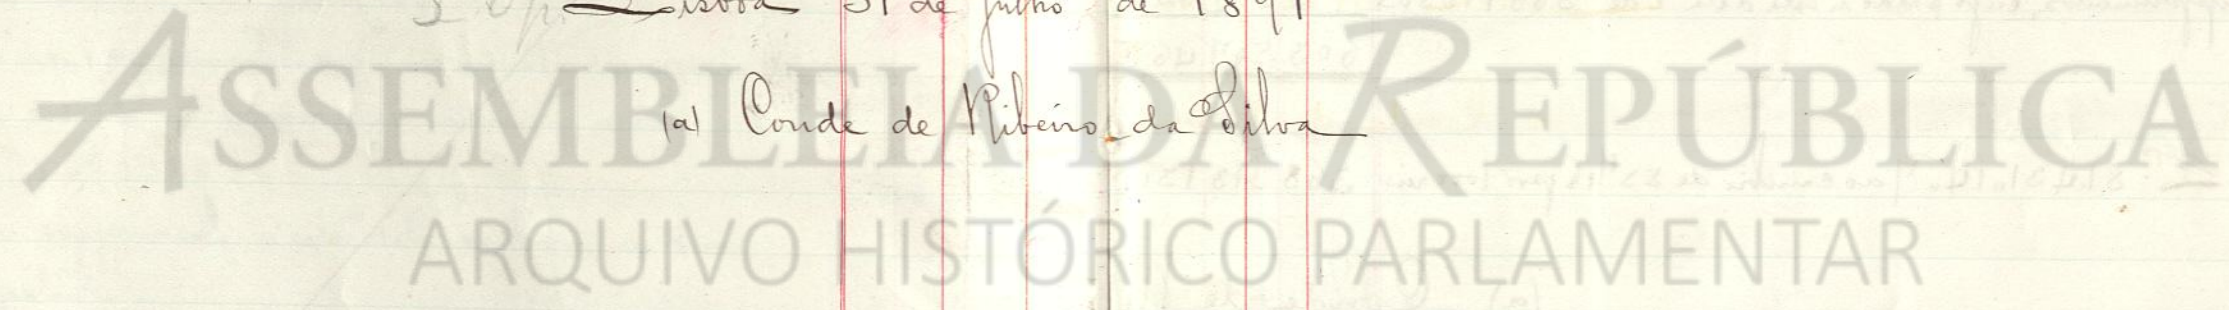 Lisboa 31 de julho de 1891
(a) Conde de Ribeiro da Silva
ASSEMBLEIA DA REPÚBLICA
ARQUIVO HISTÓRICO PARLAMENTAR